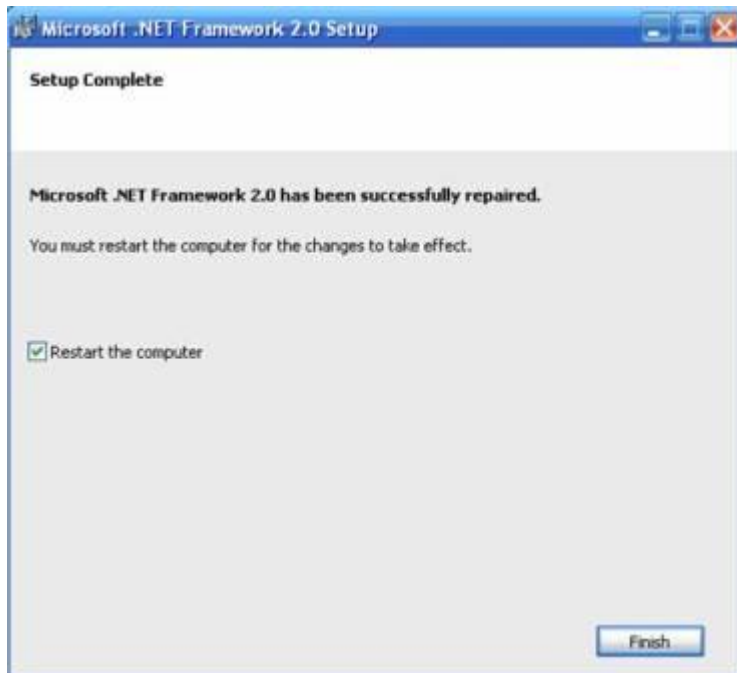 Microsoft .NET Framework 2.0 Setup
Setup Complete
Microsoft .NET Framework 2.0 has been successfully repaired.
You must restart the computer for the changes to take effect.
Restart the computer
Finish